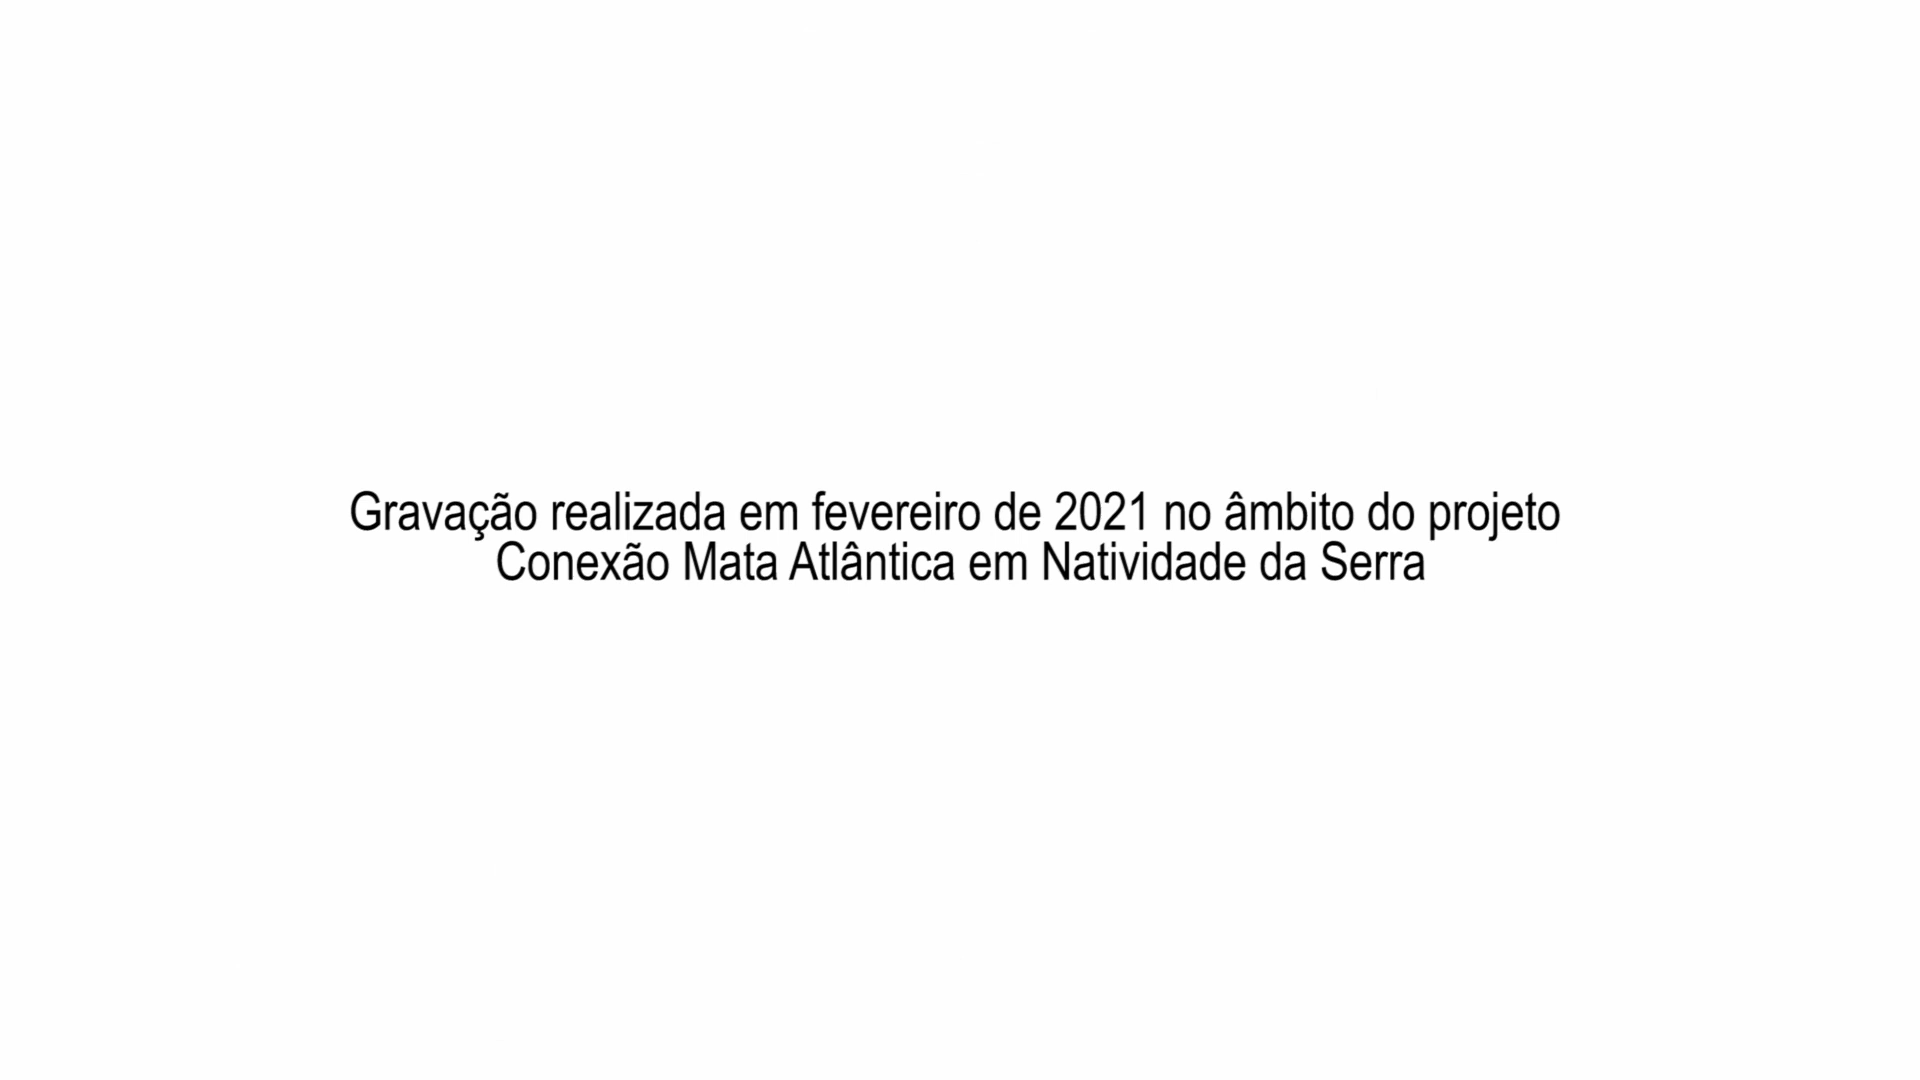 Gravação realizada em fevereiro de 2021 no âmbito do projeto
Conexão Mata Atlântica em Natividade da Serra